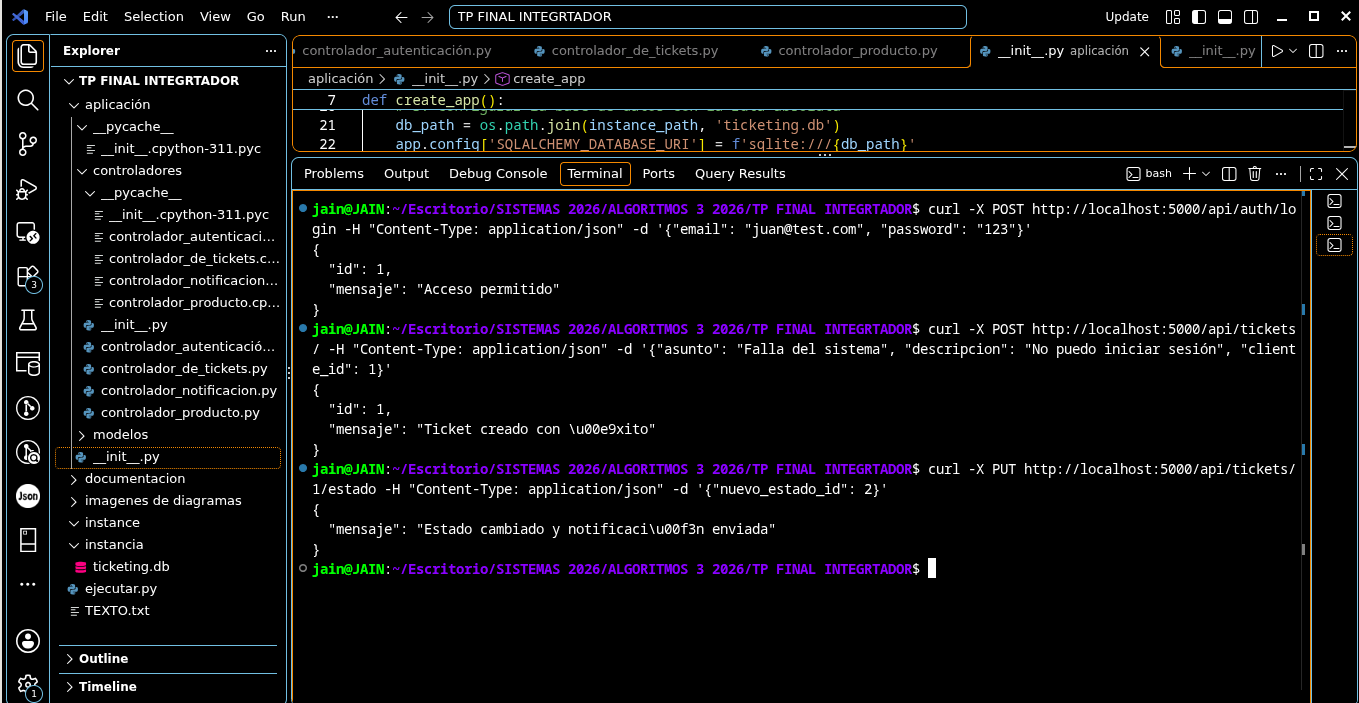 File Edit Selection View Go Run ··· TP FINAL INTEGRTADOR Update
Explorer ···
controlador_autenticación.py controlador_de_tickets.py controlador_producto.py __init__.py aplicación __init__.py
aplicación > __init__.py > create_app
TP FINAL INTEGRTADOR
aplicación
__pycache__
__init__.cpython-311.pyc
controladores
__pycache__
__init__.cpython-311.pyc
controlador_autenticaci...
controlador_de_tickets.c...
controlador_notificacion...
controlador_producto.cp...
__init__.py
controlador_autenticació...
controlador_de_tickets.py
controlador_notificacion.py
controlador_producto.py
modelos
__init__.py
documentacion
imagenes de diagramas
instance
instancia
ticketing.db
ejecutar.py
TEXTO.txt
Outline
Timeline
3
Json
1
7 def create_app():
21 db_path = os.path.join(instance_path, 'ticketing.db')
22 app.config['SQLALCHEMY_DATABASE_URI'] = f'sqlite:///{db_path}'
Problems Output Debug Console Terminal Ports Query Results bash
jain@JAIN:~/Escritorio/SISTEMAS 2026/ALGORITMOS 3 2026/TP FINAL INTEGRTADOR$ curl -X POST http://localhost:5000/api/auth/lo
gin -H "Content-Type: application/json" -d '{"email": "juan@test.com", "password": "123"}'
{
"id": 1,
"mensaje": "Acceso permitido"
}
jain@JAIN:~/Escritorio/SISTEMAS 2026/ALGORITMOS 3 2026/TP FINAL INTEGRTADOR$ curl -X POST http://localhost:5000/api/tickets
/ -H "Content-Type: application/json" -d '{"asunto": "Falla del sistema", "descripcion": "No puedo iniciar sesión", "client
e_id": 1}'
{
"id": 1,
"mensaje": "Ticket creado con \u00e9xito"
}
jain@JAIN:~/Escritorio/SISTEMAS 2026/ALGORITMOS 3 2026/TP FINAL INTEGRTADOR$ curl -X PUT http://localhost:5000/api/tickets/
1/estado -H "Content-Type: application/json" -d '{"nuevo_estado_id": 2}'
{
"mensaje": "Estado cambiado y notificaci\u00f3n enviada"
}
jain@JAIN:~/Escritorio/SISTEMAS 2026/ALGORITMOS 3 2026/TP FINAL INTEGRTADOR$